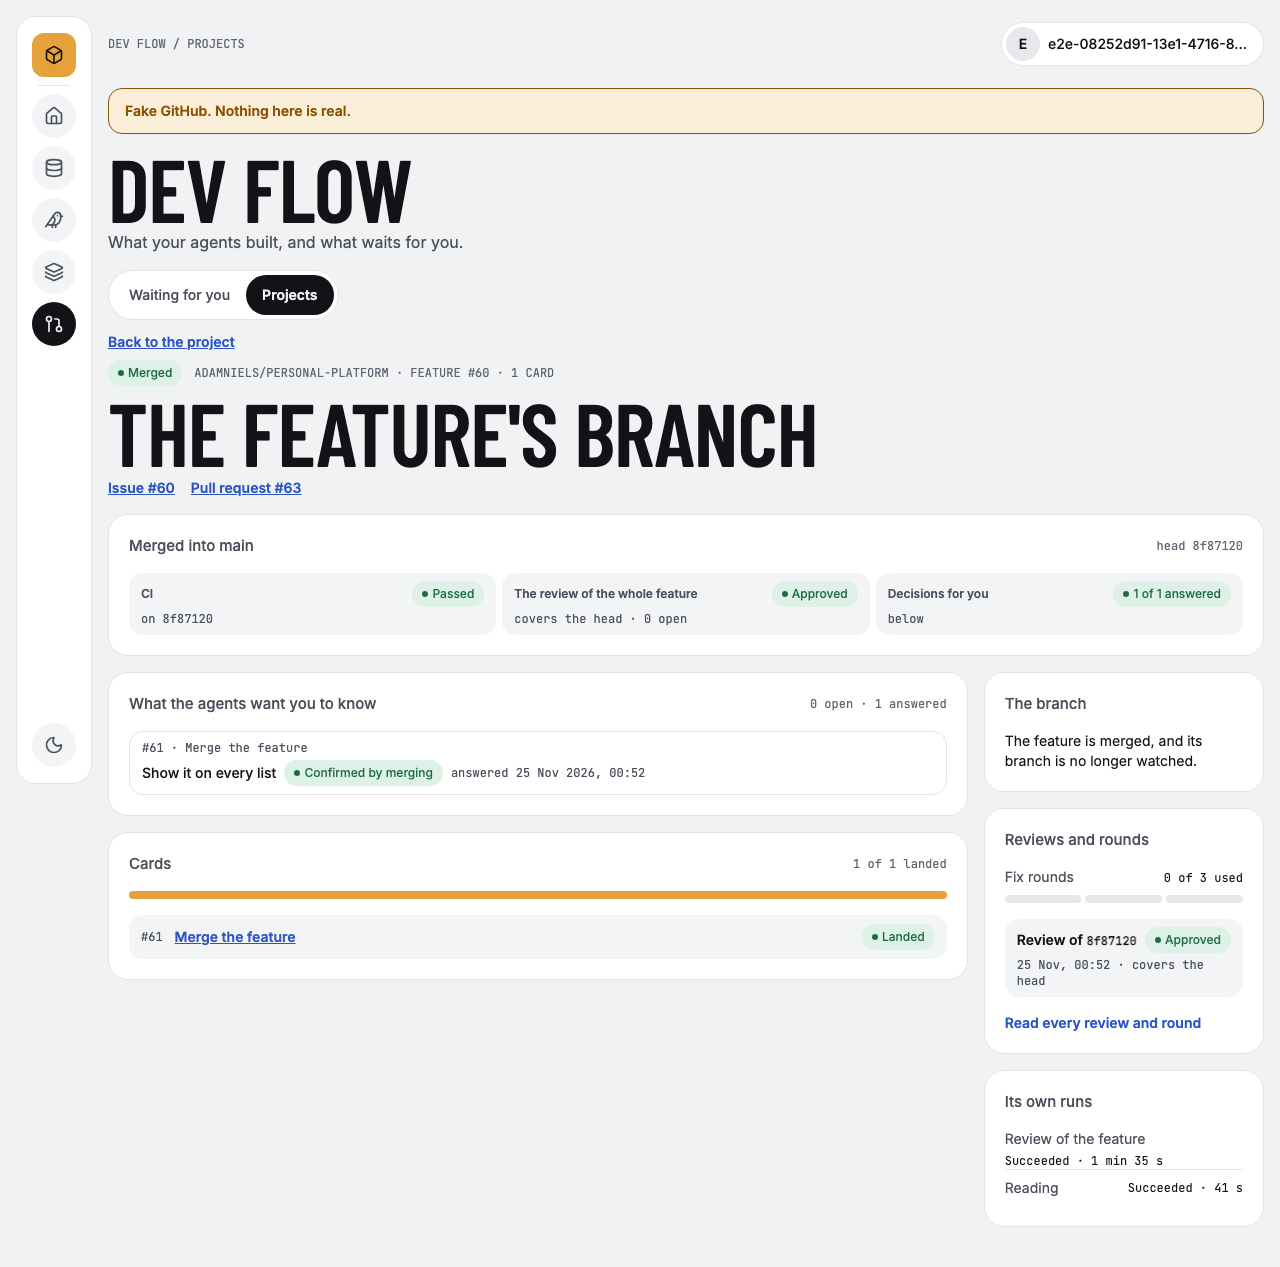 DEV FLOW / PROJECTS
E e2e-08252d91-13e1-4716-8...
Fake GitHub. Nothing here is real.
DEV FLOW
What your agents built, and what waits for you.
Waiting for you Projects
Back to the project
Merged ADAMNIELS/PERSONAL-PLATFORM · FEATURE #60 · 1 CARD
THE FEATURE'S BRANCH
Issue #60 Pull request #63
Merged into main head 8f87120
CI Passed
on 8f87120
The review of the whole feature Approved
covers the head · 0 open
Decisions for you 1 of 1 answered
below
What the agents want you to know 0 open · 1 answered
#61 · Merge the feature
Show it on every list Confirmed by merging answered 25 Nov 2026, 00:52
Cards 1 of 1 landed
#61 Merge the feature Landed
The branch
The feature is merged, and its
branch is no longer watched.
Reviews and rounds
Fix rounds 0 of 3 used
Review of 8f87120 Approved
25 Nov, 00:52 · covers the
head
Read every review and round
Its own runs
Review of the feature
Succeeded · 1 min 35 s
Reading Succeeded · 41 s